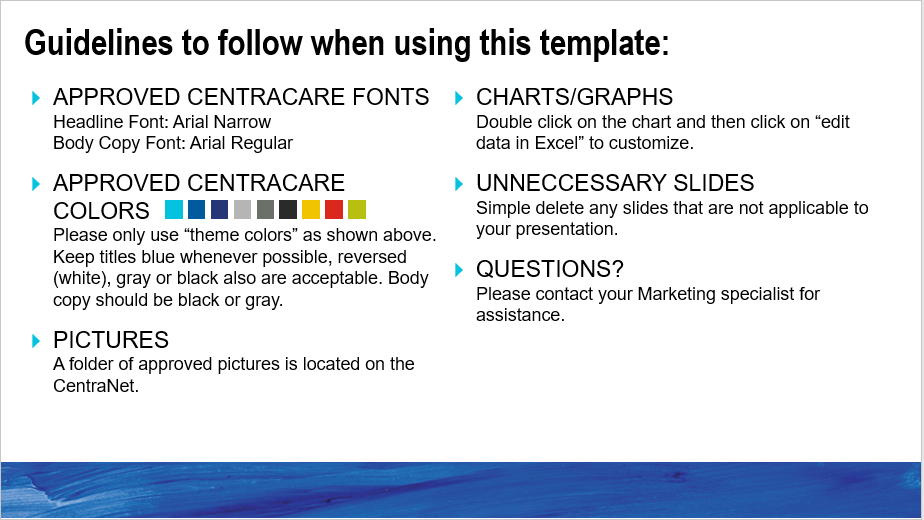 Guidelines to follow when using this template:
APPROVED CENTRACARE FONTS
Headline Font: Arial Narrow
Body Copy Font: Arial Regular
APPROVED CENTRACARE
COLORS
Please only use “theme colors” as shown above.
Keep titles blue whenever possible, reversed
(white), gray or black also are acceptable. Body
copy should be black or gray.
PICTURES
A folder of approved pictures is located on the
CentraNet.
CHARTS/GRAPHS
Double click on the chart and then click on “edit
data in Excel” to customize.
UNNECCESSARY SLIDES
Simple delete any slides that are not applicable to
your presentation.
QUESTIONS?
Please contact your Marketing specialist for
assistance.